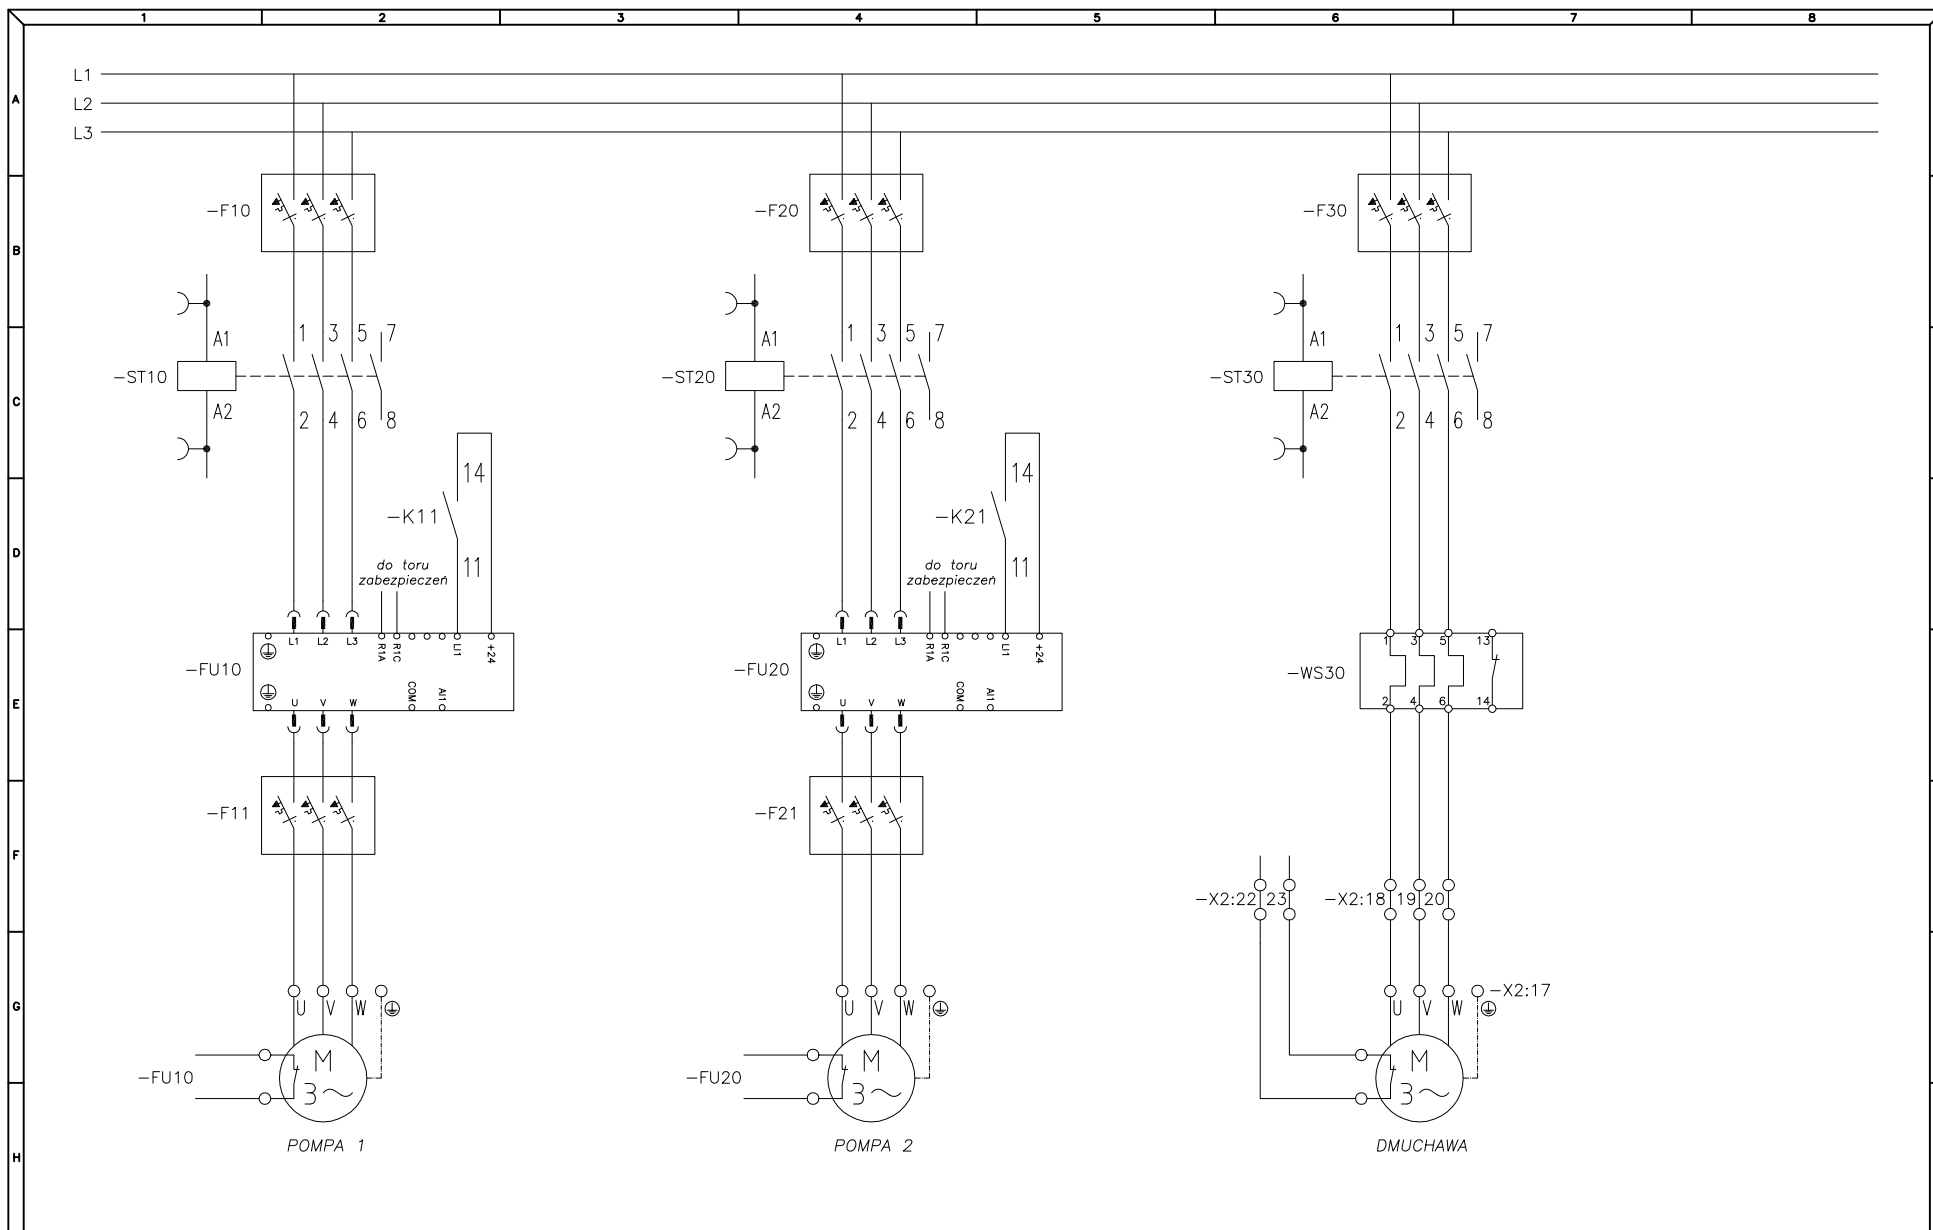 1 2 3 4 5 6 7 8
L1
A
L2
L3
-F10 -F20 -F30
B
1 3 5 7 1 3 5 7 1 3 5 7
A1 A1 A1
-ST10 -ST20 -ST30
C
A2 A2 A2
2 4 6 8 2 4 6 8 2 4 6 8
14 14
-K11 -K21
D
do toru do toru
zabezpieczeń zabezpieczeń
11 11
L1 L2 L3 R1A R1C LI1 +24 L1 L2 L3 R1A R1C LI1 +24 1 3 5 13
-FU10 -FU20 -WS30
E
U V W COM AI1 U V W COM AI1 2 4 6 14
-F11 -F21
F
-X2:22 23 -X2:18 19 20
G
U V W U V W U V W -X2:17
M M M
-FU10 -FU20
3~ 3~ 3~
POMPA 1 POMPA 2 DMUCHAWA
H